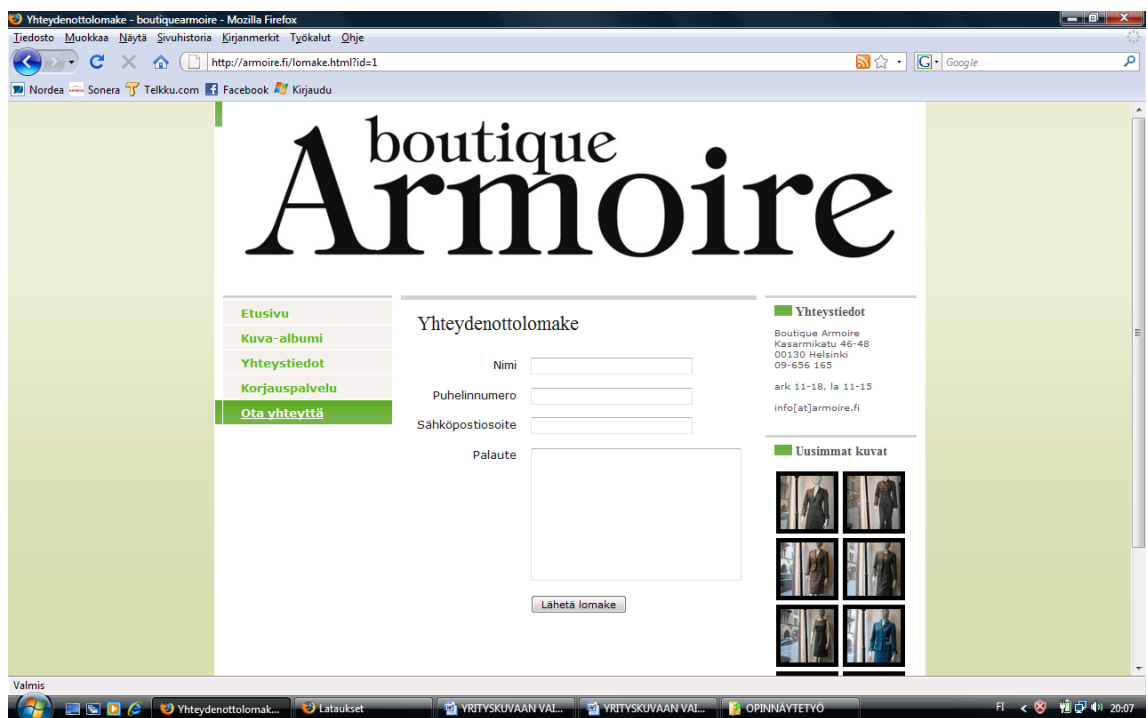 Yhteydenottolomake - boutiquearmoire - Mozilla Firefox
Tiedosto Muokkaa Näytä Sivuhistoria Kirjanmerkit Työkalut Ohje
http://armoire.fi/lomake.html?id=1
G Google
Nordea Sonera Telkku.com Facebook Kirjaudu
boutique
Armoire
Etusivu
Kuva-albumi
Yhteystiedot
Korjauspalvelu
Ota yhteyttä
Yhteydenottolomake
Nimi
Puhelinnumero
Sähköpostiosoite
Palaute
Lähetä lomake
Yhteystiedot
Boutique Armoire
Kasarmikatu 46-48
00130 Helsinki
09-656 165
ark 11-18, la 11-15
info[at]armoire.fi
Uusimmat kuvat
Valmis
Yhteydenottolomak... Lataukset YRITYSKUVAAN VAI... YRITYSKUVAAN VAI... OPINNÄYTETYÖ FI 20:07